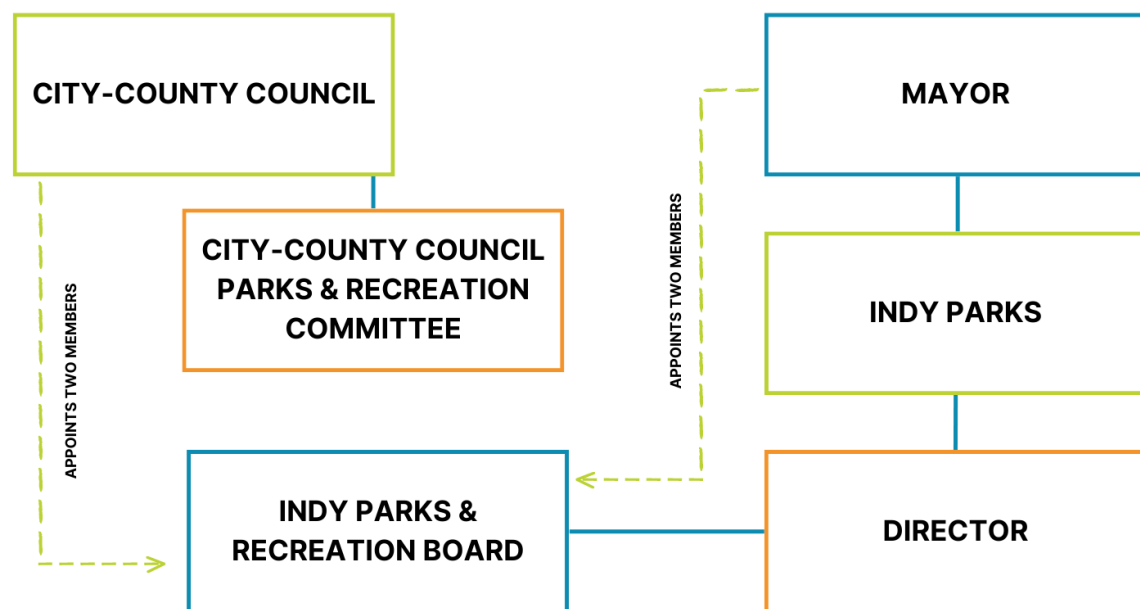 CITY-COUNTY COUNCIL
MAYOR
CITY-COUNTY COUNCIL
PARKS & RECREATION
COMMITTEE
APPOINTS TWO MEMBERS
APPOINTS TWO MEMBERS
INDY PARKS
INDY PARKS &
RECREATION BOARD
DIRECTOR